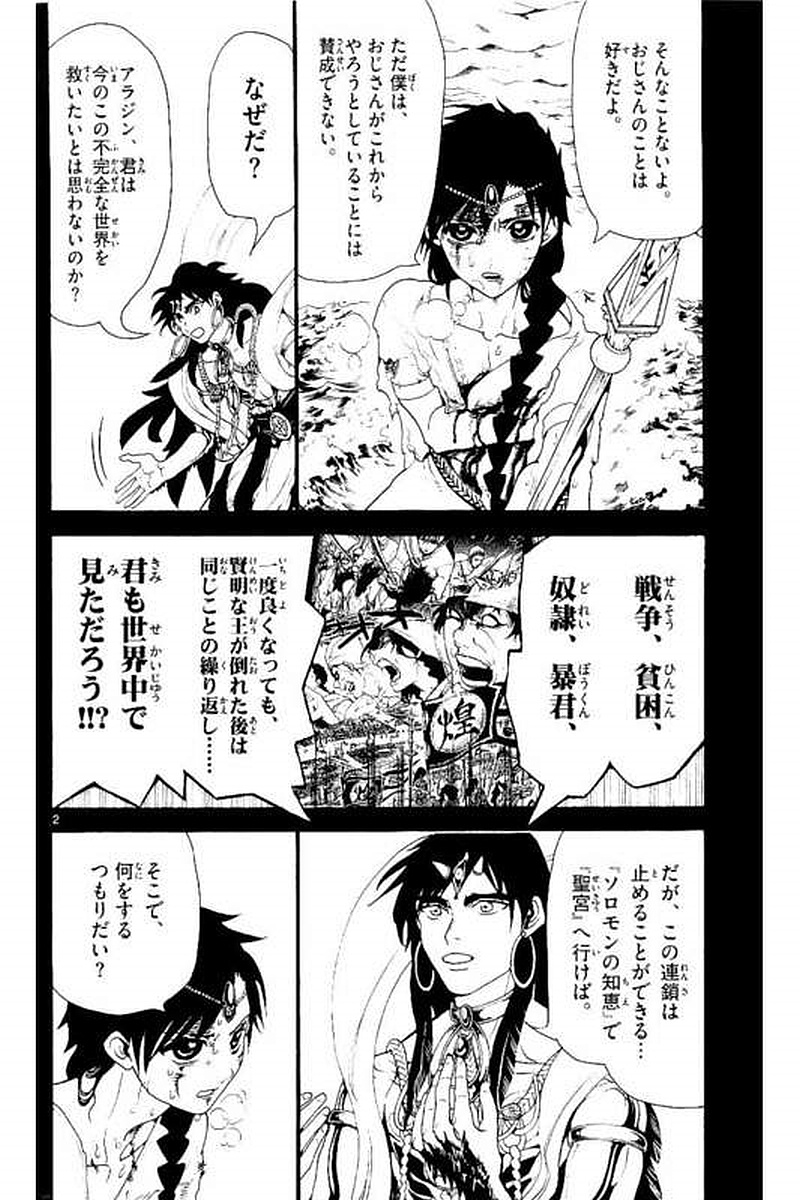 そんなことないよ。
おじさんのことは
好きだよ。
ただ僕は、
おじさんがこれから
やろうとしていることには
賛成できない。
なぜだ？
アラジン、君は
今のこの不完全な世界を
救いたいとは思わないのか？
戦争、貧困、
奴隷、暴君、
煌
一度良くなっても、
賢明な王が倒れた後は
同じことの繰り返し……
君も世界中で
見ただろう!!?
2
だが、この連鎖は
止めることができる…
『ソロモンの知恵』で
『聖宮』へ行けば。
そこで、
何をする
つもりだい？